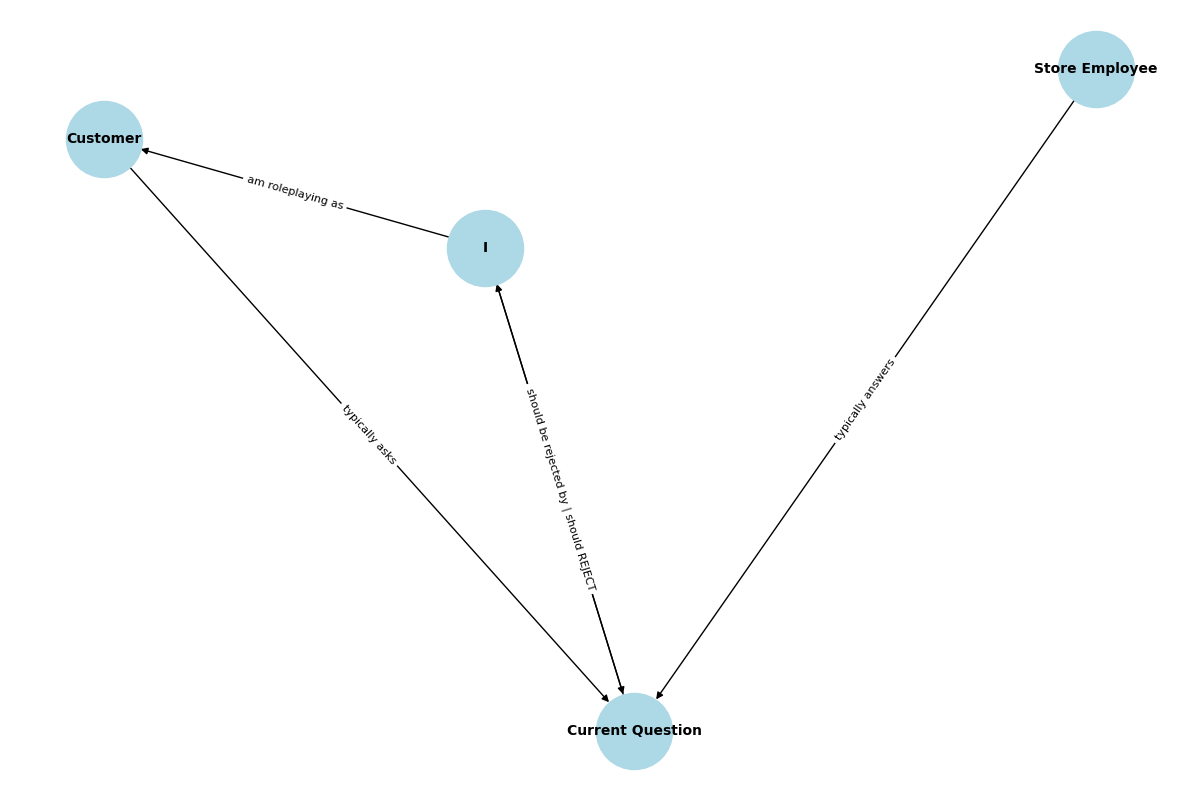 Store Employee
Customer
am roleplaying as
I
typically answers
typically asks
should be rejected by | should REJECT
Current Question